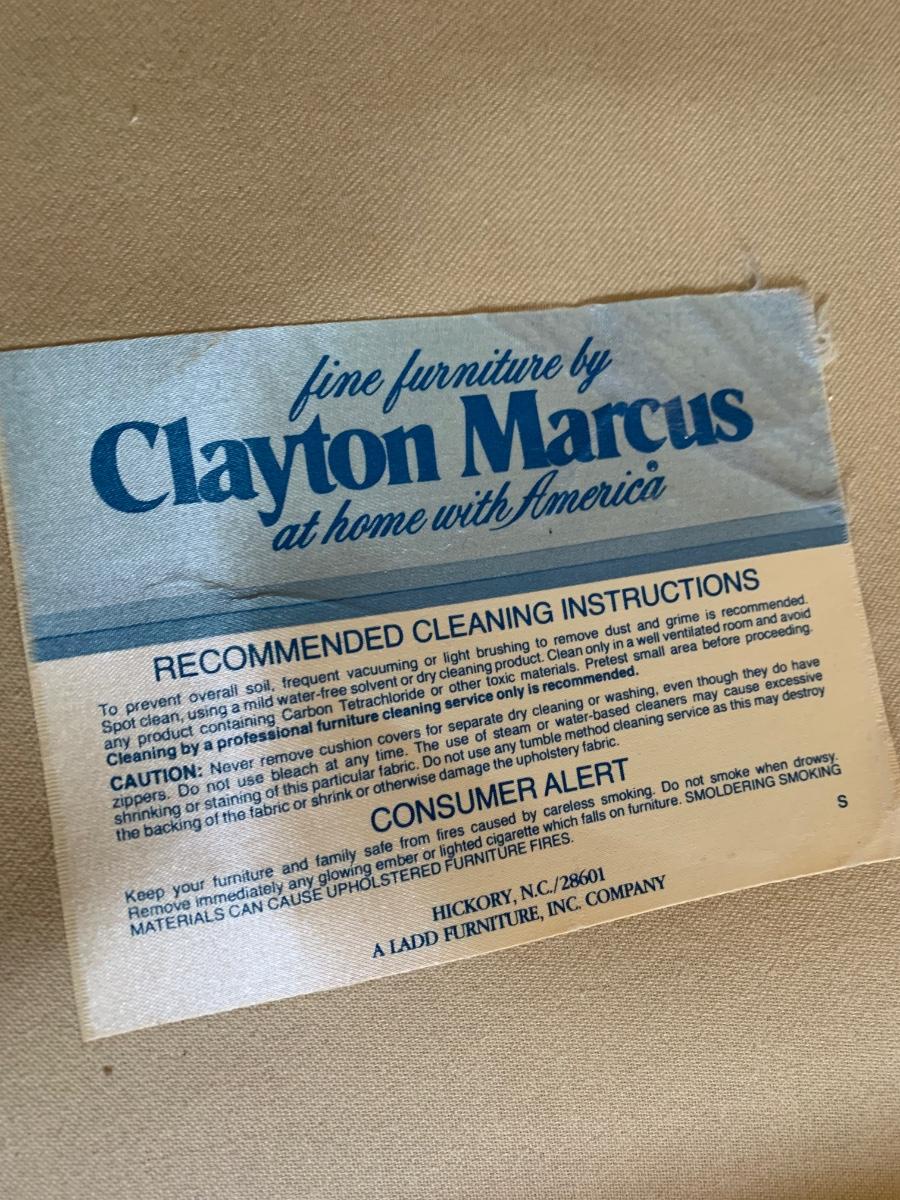 fine furniture by
Clayton Marcus
at home with America
RECOMMENDED CLEANING INSTRUCTIONS
To prevent overall soil, frequent vacuuming or light brushing to remove dust and grime is recommended.
Spot clean, using a mild water-free solvent or dry cleaning product. Clean only in a well ventilated room and avoid
any product containing Carbon Tetrachloride or other toxic materials. Pretest small area before proceeding.
Cleaning by a professional furniture cleaning service only is recommended.
CAUTION: Never remove cushion covers for separate dry cleaning or washing, even though they do have
zippers. Do not use bleach at any time. The use of steam or water-based cleaners may cause excessive
shrinking or staining of this particular fabric. Do not use any tumble method cleaning service as this may destroy
the backing of the fabric or shrink or otherwise damage the upholstery fabric.
CONSUMER ALERT
Keep your furniture and family safe from fires caused by careless smoking. Do not smoke when drowsy.
Remove immediately any glowing ember or lighted cigarette which falls on furniture. SMOLDERING SMOKING
MATERIALS CAN CAUSE UPHOLSTERED FURNITURE FIRES.
S
HICKORY, N.C./28601
A LADD FURNITURE, INC. COMPANY